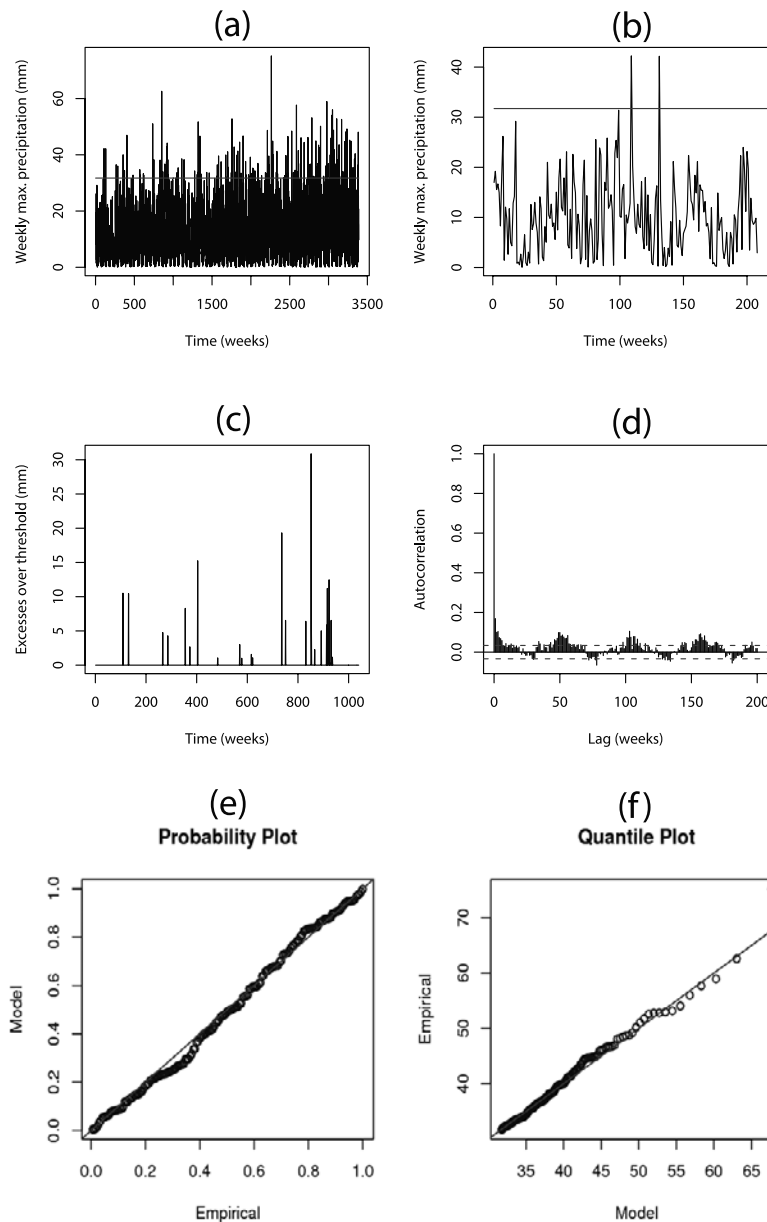 (a)
Weekly max. precipitation (mm)
60
40
20
0
0 500 1500 2500 3500
Time (weeks)
(b)
Weekly max. precipitation (mm)
40
30
20
10
0
0 50 100 150 200
Time (weeks)
(c)
Excesses over threshold (mm)
30
25
20
15
10
5
0
0 200 400 600 800 1000
Time (weeks)
(d)
Autocorrelation
1.0
0.8
0.6
0.4
0.2
0.0
0 50 100 150 200
Lag (weeks)
(e)
Probability Plot
Model
1.0
0.8
0.6
0.4
0.2
0.0
0.0 0.2 0.4 0.6 0.8 1.0
Empirical
(f)
Quantile Plot
Empirical
70
60
50
40
35 40 45 50 55 60 65
Model